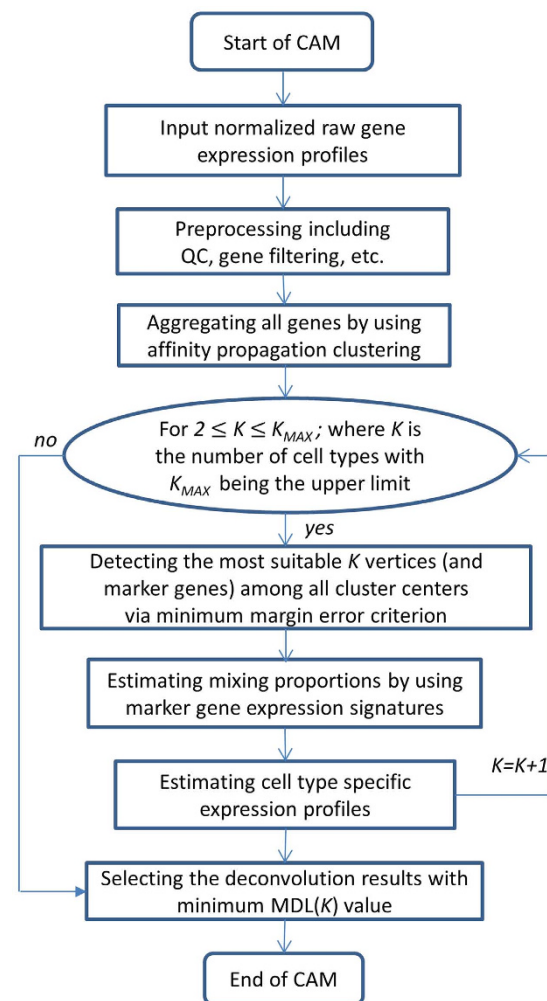 Start of CAM
Input normalized raw gene
expression profiles
Preprocessing including
QC, gene filtering, etc.
Aggregating all genes by using
affinity propagation clustering
no
For 2 ≤ K ≤ K_MAX; where K is
the number of cell types with
K_MAX being the upper limit
yes
Detecting the most suitable K vertices (and
marker genes) among all cluster centers
via minimum margin error criterion
Estimating mixing proportions by using
marker gene expression signatures
K=K+1
Estimating cell type specific
expression profiles
Selecting the deconvolution results with
minimum MDL(K) value
End of CAM